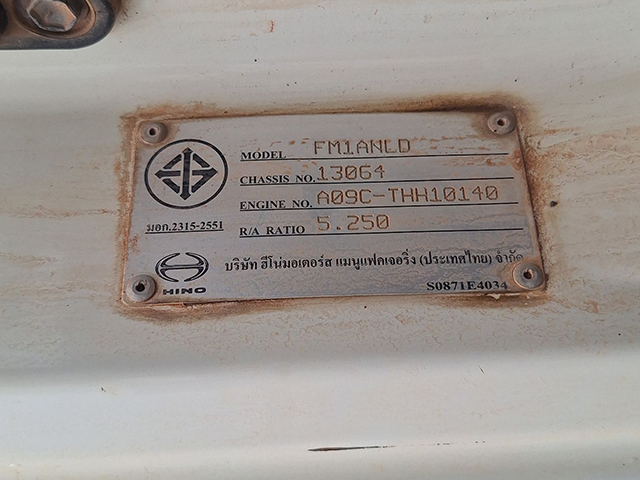 MODEL FM1ANLD
CHASSIS NO. 13064
ENGINE NO. A09C-THH10140
มอก.2315-2551 R/A RATIO 5.250
HINO บริษัท ฮีโน่มอเตอร์ส แมนูแฟคเจอริ่ง (ประเทศไทย) จำกัด
S0871E4034